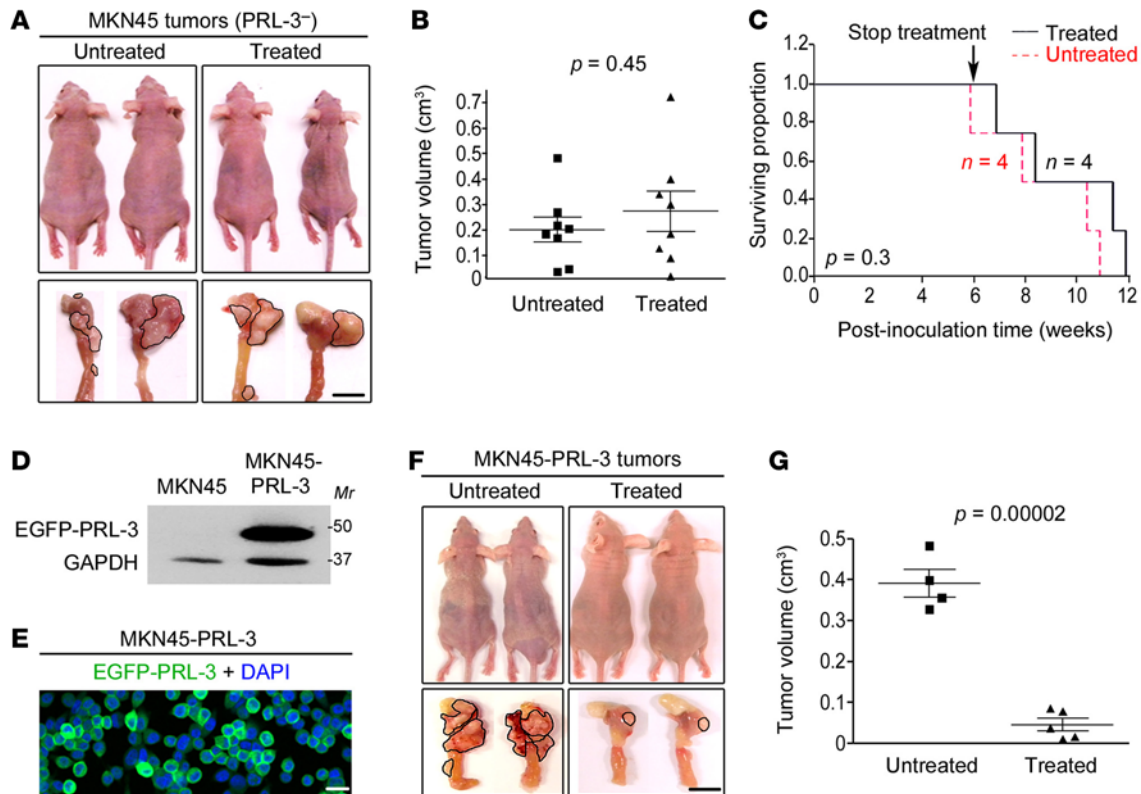 A
MKN45 tumors (PRL-3–)
Untreated Treated
B
p = 0.45
Tumor volume (cm3)
0.7
0.6
0.5
0.4
0.3
0.2
0.1
0
Untreated Treated
C
Stop treatment
Treated
Untreated
Surviving proportion
1.2
1.0
0.8
0.6
0.4
0.2
0.0
n = 4 n = 4
p = 0.3
0 2 4 6 8 10 12
Post-inoculation time (weeks)
D
MKN45 MKN45-
PRL-3
Mr
EGFP-PRL-3 -50
GAPDH -37
E
MKN45-PRL-3
EGFP-PRL-3 + DAPI
F
MKN45-PRL-3 tumors
Untreated Treated
G
p = 0.00002
Tumor volume (cm3)
0.5
0.4
0.3
0.2
0.1
0
Untreated Treated